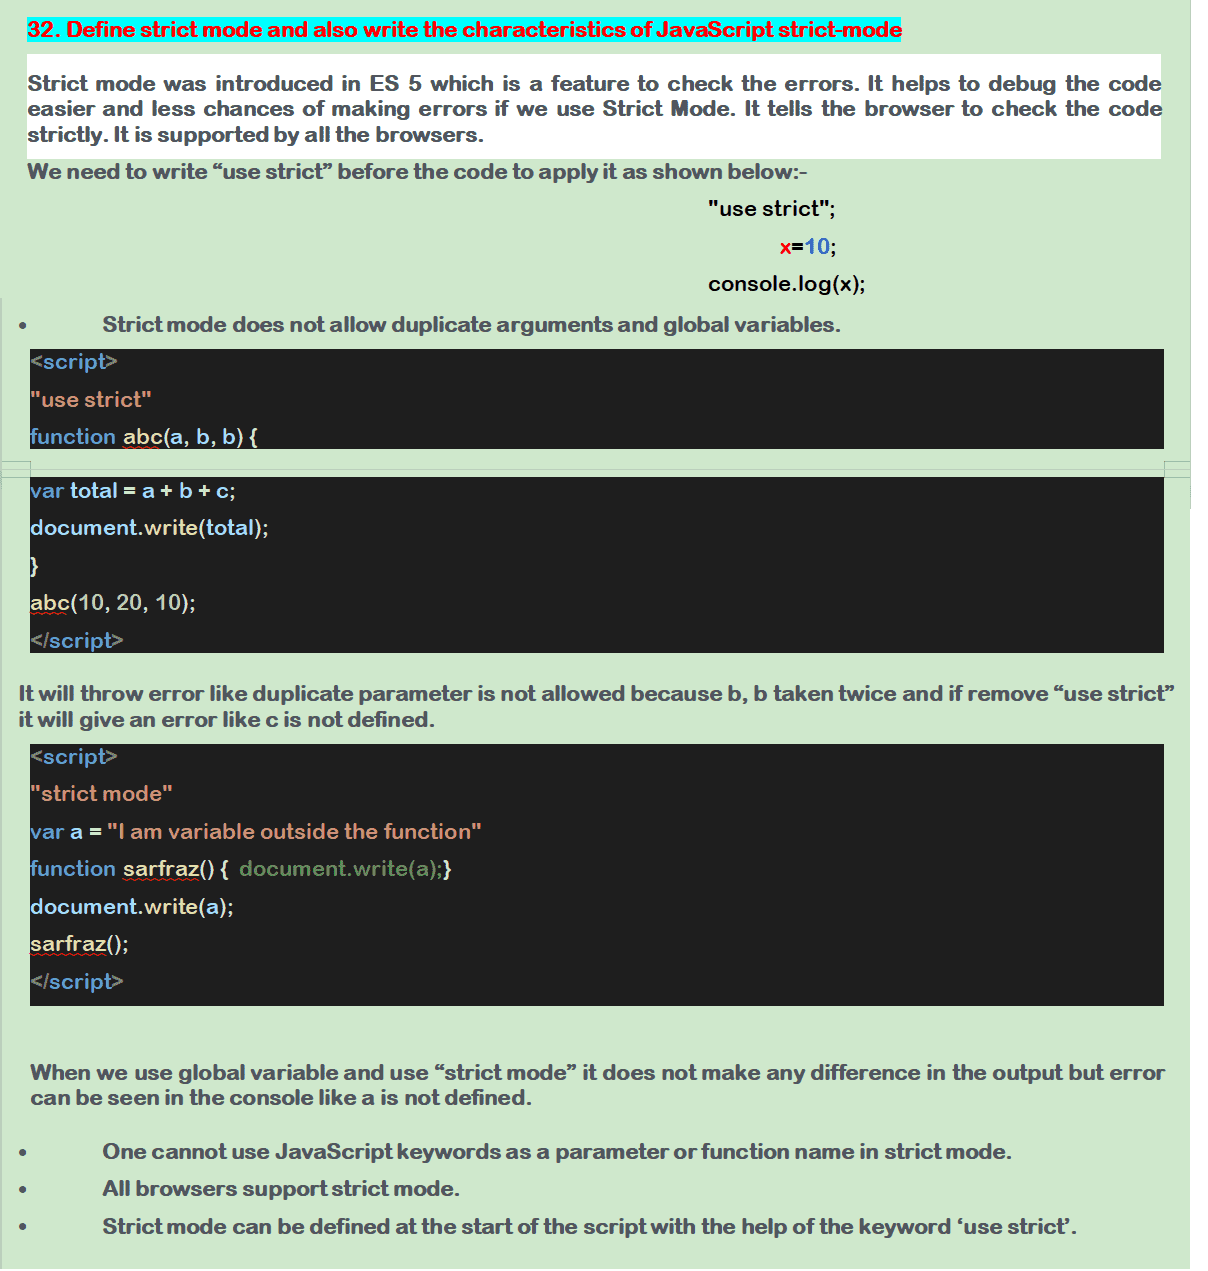 32. Define strict mode and also write the characteristics of JavaScript strict-mode
Strict mode was introduced in ES 5 which is a feature to check the errors. It helps to debug the code
easier and less chances of making errors if we use Strict Mode. It tells the browser to check the code
strictly. It is supported by all the browsers.
We need to write “use strict” before the code to apply it as shown below:-
"use strict";
x=10;
console.log(x);
• Strict mode does not allow duplicate arguments and global variables.
<script>
"use strict"
function abc(a, b, b) {
var total = a + b + c;
document.write(total);
}
abc(10, 20, 10);
</script>
It will throw error like duplicate parameter is not allowed because b, b taken twice and if remove “use strict”
it will give an error like c is not defined.
<script>
"strict mode"
var a = "I am variable outside the function"
function sarfraz() { document.write(a);}
document.write(a);
sarfraz();
</script>
When we use global variable and use “strict mode” it does not make any difference in the output but error
can be seen in the console like a is not defined.
• One cannot use JavaScript keywords as a parameter or function name in strict mode.
• All browsers support strict mode.
• Strict mode can be defined at the start of the script with the help of the keyword ‘use strict’.